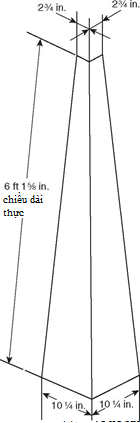 2¾ in.
2¾ in.
6 ft 1⅝ in.
chiều dài
thực
10 ¼ in.
10 ¼ in.